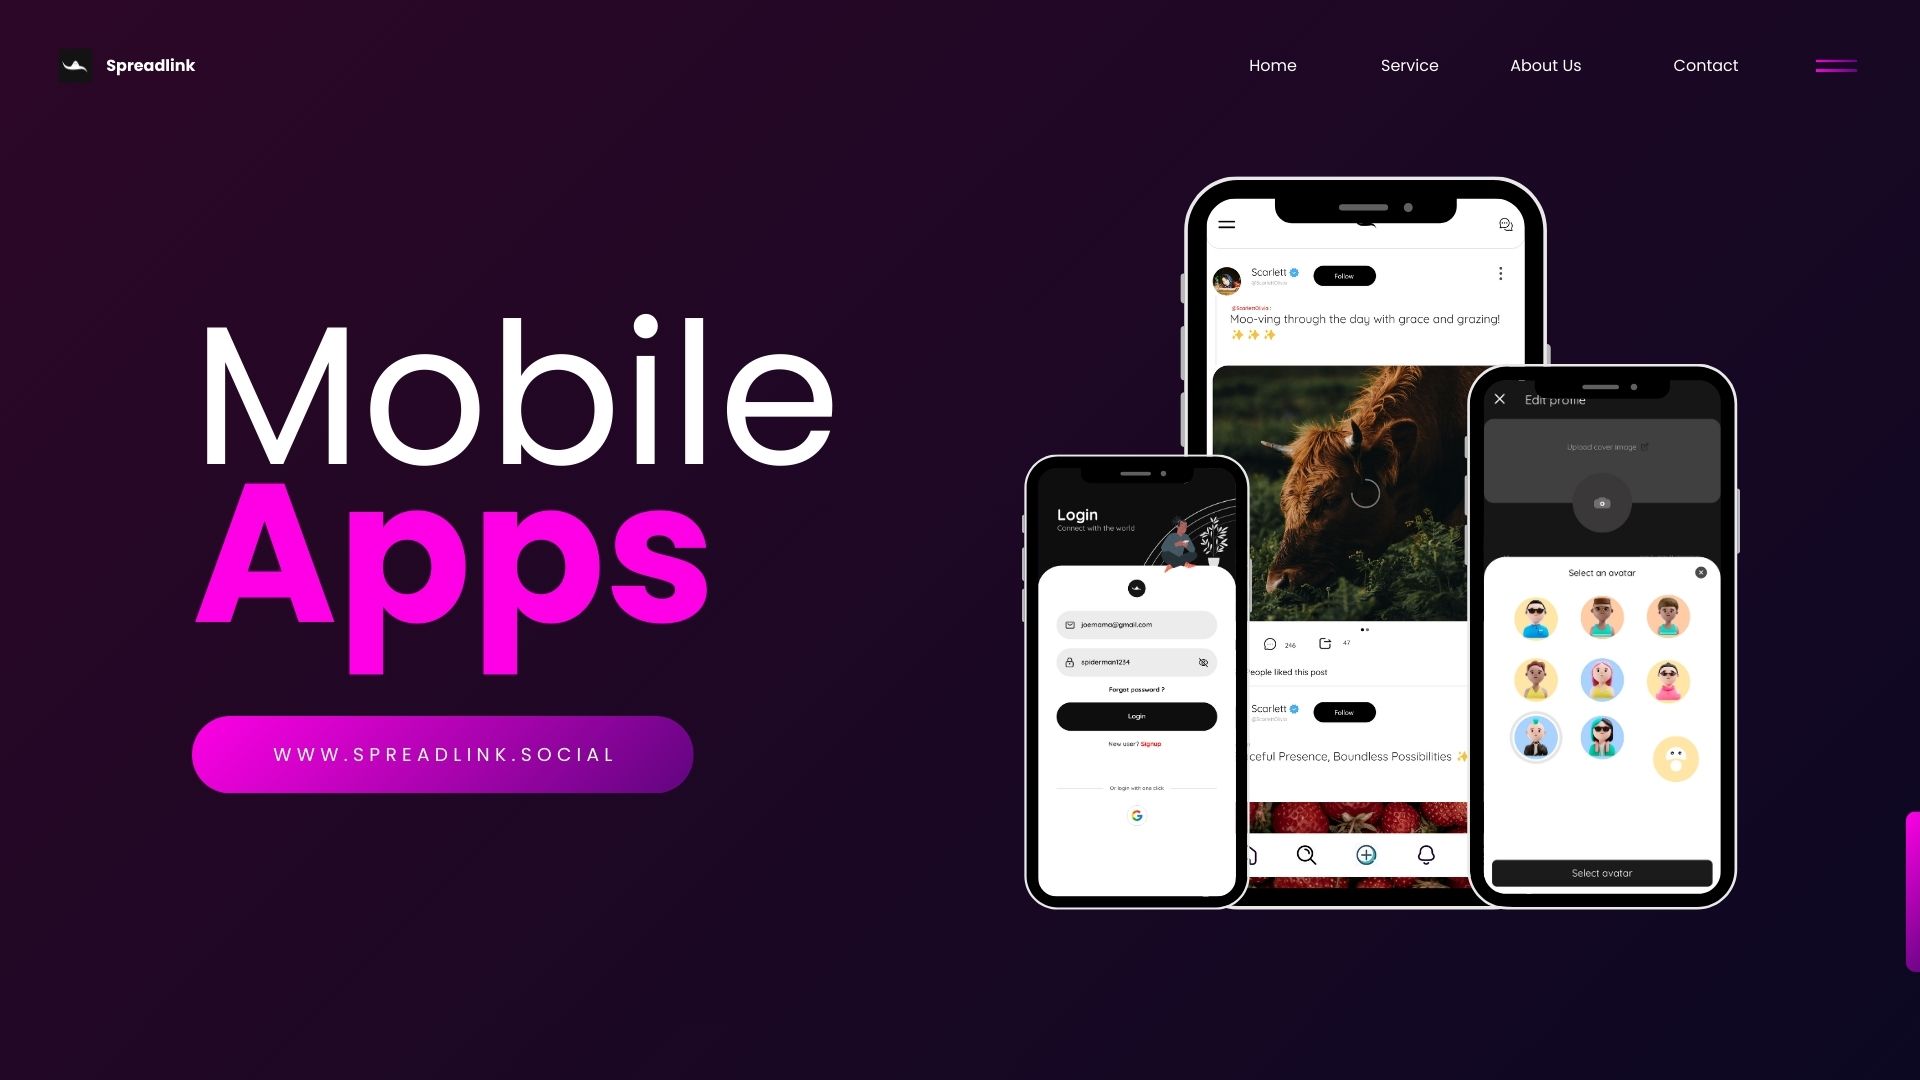 Spreadlink
Home Service About Us Contact
Mobile
Apps
WWW.SPREADLINK.SOCIAL
Scarlett
Follow
@ScarlettOlivia
@ScarlettOlivia :
Moo-ving through the day with grace and grazing!
✨ ✨ ✨
246 47
eople liked this post
Scarlett
Follow
@ScarlettOlivia
ceful Presence, Boundless Possibilities ✨
Login
Connect with the world
joemama@gmail.com
spiderman1234
Forgot password ?
Login
New user? Signup
Or login with one click
Edit profile
Upload cover image
Select an avatar
Select avatar